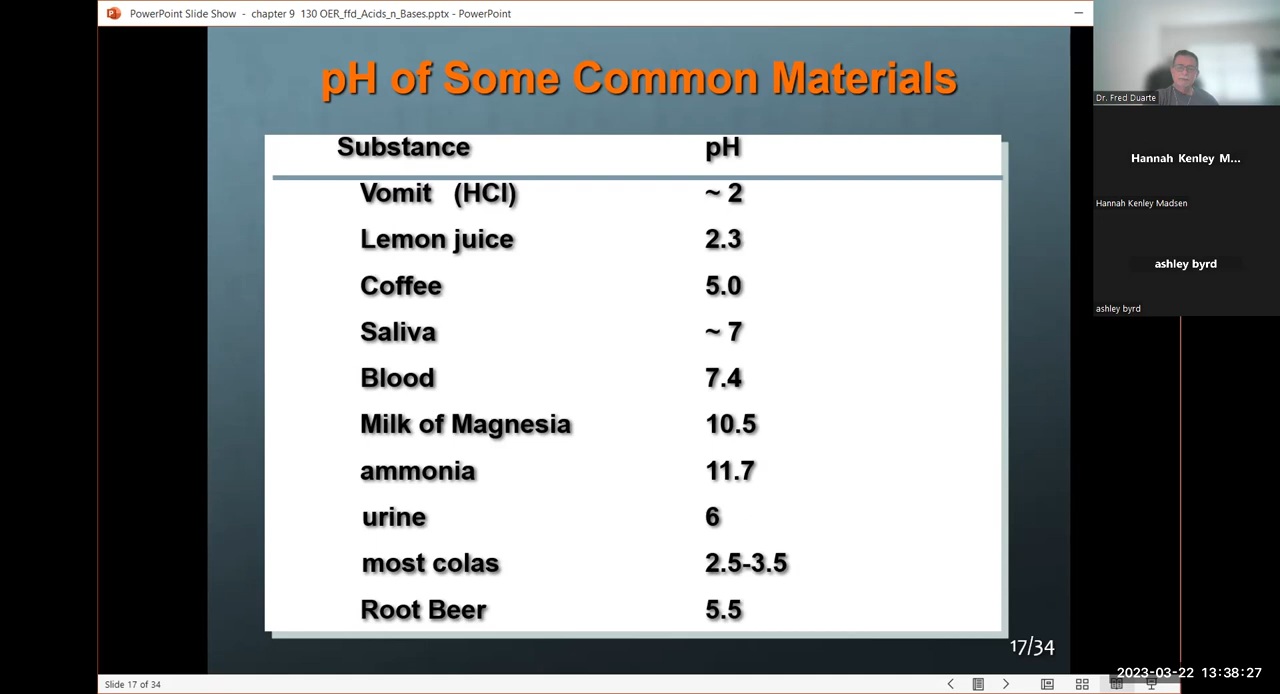 PowerPoint Slide Show - chapter 9 130 OER_ffd_Acids_n_Bases.pptx - PowerPoint
pH of Some Common Materials
Substance pH
Vomit (HCl) ~ 2
Lemon juice 2.3
Coffee 5.0
Saliva ~ 7
Blood 7.4
Milk of Magnesia 10.5
ammonia 11.7
urine 6
most colas 2.5-3.5
Root Beer 5.5
17/34
Dr. Fred Duarte
Hannah Kenley M...
Hannah Kenley Madsen
ashley byrd
ashley byrd
Slide 17 of 34
2023-03-22 13:38:27